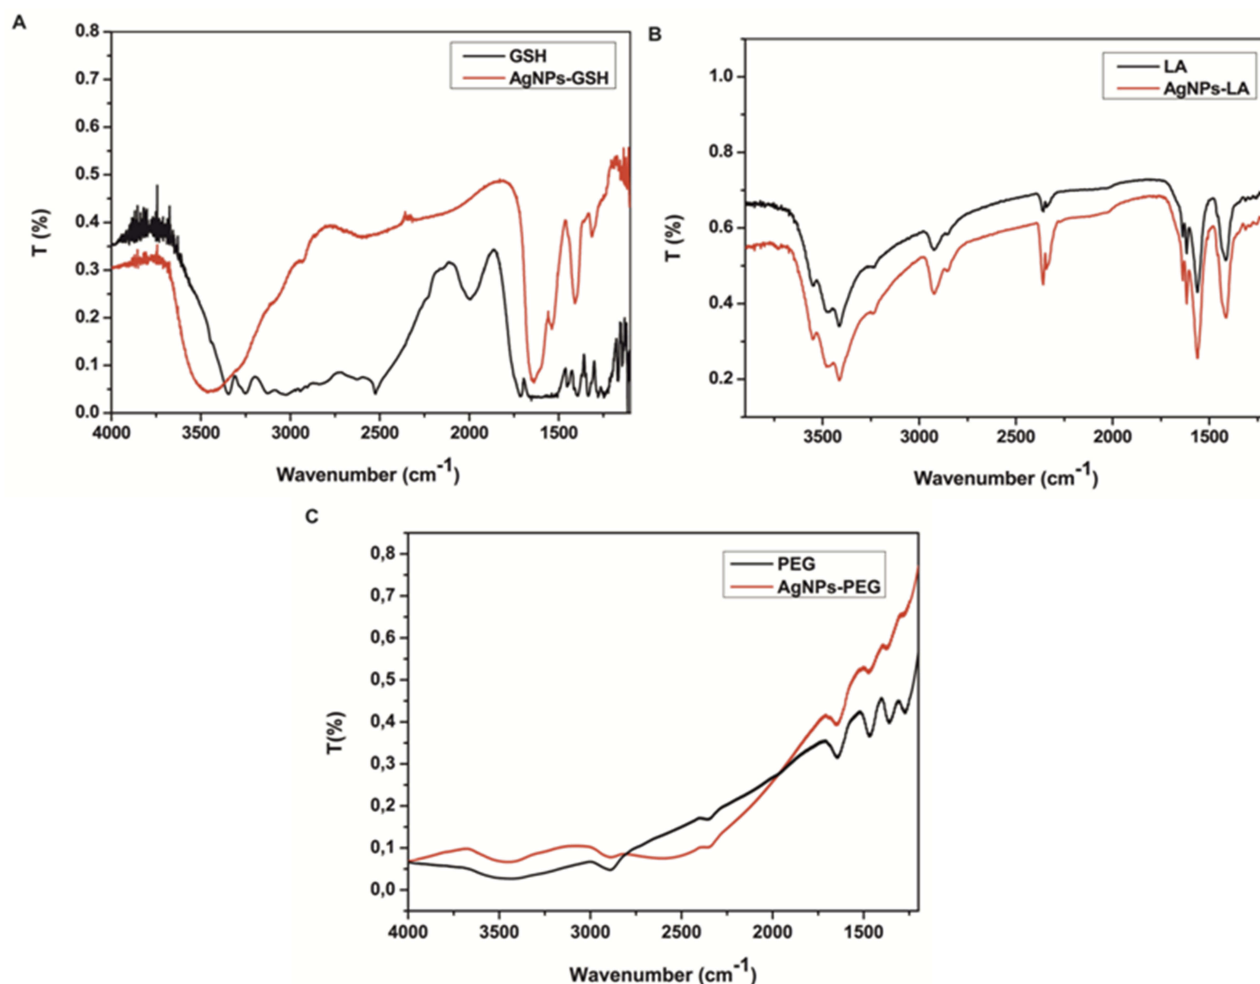 A
0.8
0.7
0.6
0.5
0.4
0.3
0.2
0.1
0.0
T (%)
GSH
AgNPs-GSH
4000
3500
3000
2500
2000
1500
Wavenumber (cm-1)
B
1.0
0.8
0.6
0.4
0.2
T (%)
LA
AgNPs-LA
3500
3000
2500
2000
1500
Wavenumber (cm-1)
C
0,8
0,7
0,6
0,5
0,4
0,3
0,2
0,1
0,0
T(%)
PEG
AgNPs-PEG
4000
3500
3000
2500
2000
1500
Wavenumber (cm-1)